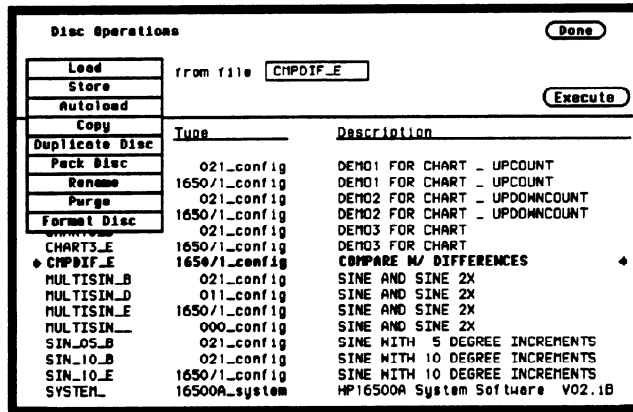 Disc Operations Done
Load from file CMPDIF_E
Store
Autoload Execute
Copy
Type Description
Duplicate Disc
Pack Disc 021_config DEMO1 FOR CHART _ UPCOUNT
Rename 1650/1_config DEMO1 FOR CHART _ UPCOUNT
Purge 021_config DEMO2 FOR CHART _ UPDOWNCOUNT
Format Disc 1650/1_config DEMO2 FOR CHART _ UPDOWNCOUNT
021_config DEMO3 FOR CHART
CHART3_E 1650/1_config DEMO3 FOR CHART
CMPDIF_E 1650/1_config COMPARE W/ DIFFERENCES
MULTISIN_B 021_config SINE AND SINE 2X
MULTISIN_D 011_config SINE AND SINE 2X
MULTISIN_E 1650/1_config SINE AND SINE 2X
MULTISIN__ 000_config SINE AND SINE 2X
SIN_05_B 021_config SINE WITH 5 DEGREE INCREMENTS
SIN_10_B 021_config SINE WITH 10 DEGREE INCREMENTS
SIN_10_E 1650/1_config SINE WITH 10 DEGREE INCREMENTS
SYSTEM_ 16500A_system HP16500A System Software V02.1B